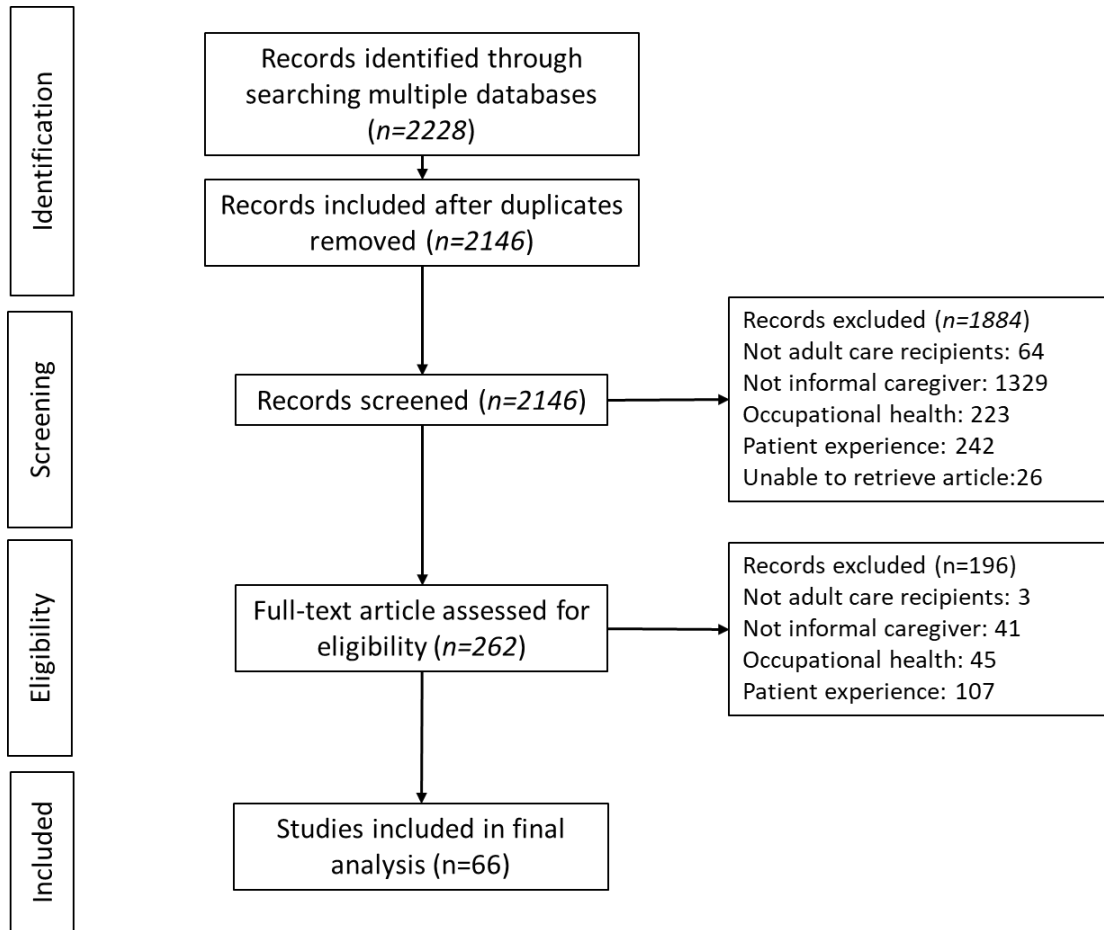 Identification
Records identified through
searching multiple databases
(n=2228)
Records included after duplicates
removed (n=2146)
Screening
Records screened (n=2146)
Records excluded (n=1884)
Not adult care recipients: 64
Not informal caregiver: 1329
Occupational health: 223
Patient experience: 242
Unable to retrieve article:26
Eligibility
Full-text article assessed for
eligibility (n=262)
Records excluded (n=196)
Not adult care recipients: 3
Not informal caregiver: 41
Occupational health: 45
Patient experience: 107
Included
Studies included in final
analysis (n=66)